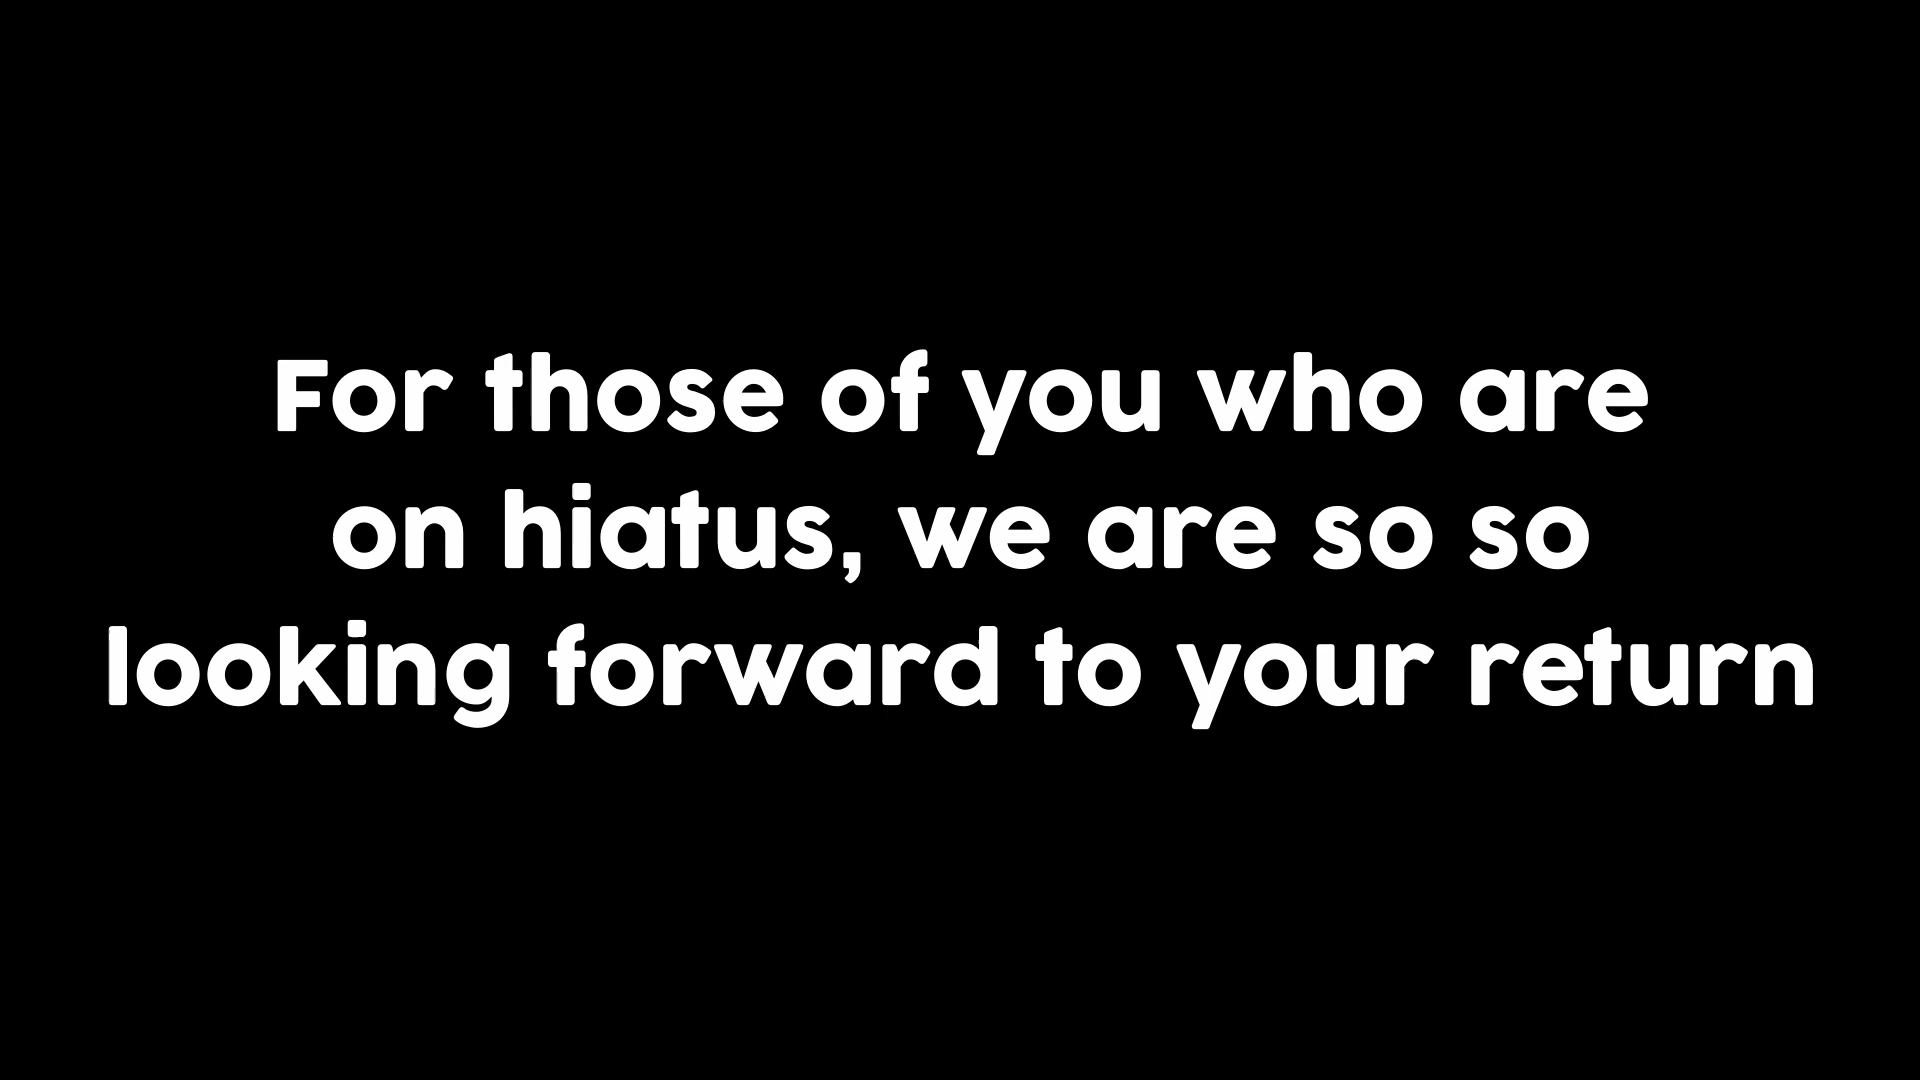 For those of you who are
on hiatus, we are so so
looking forward to your return